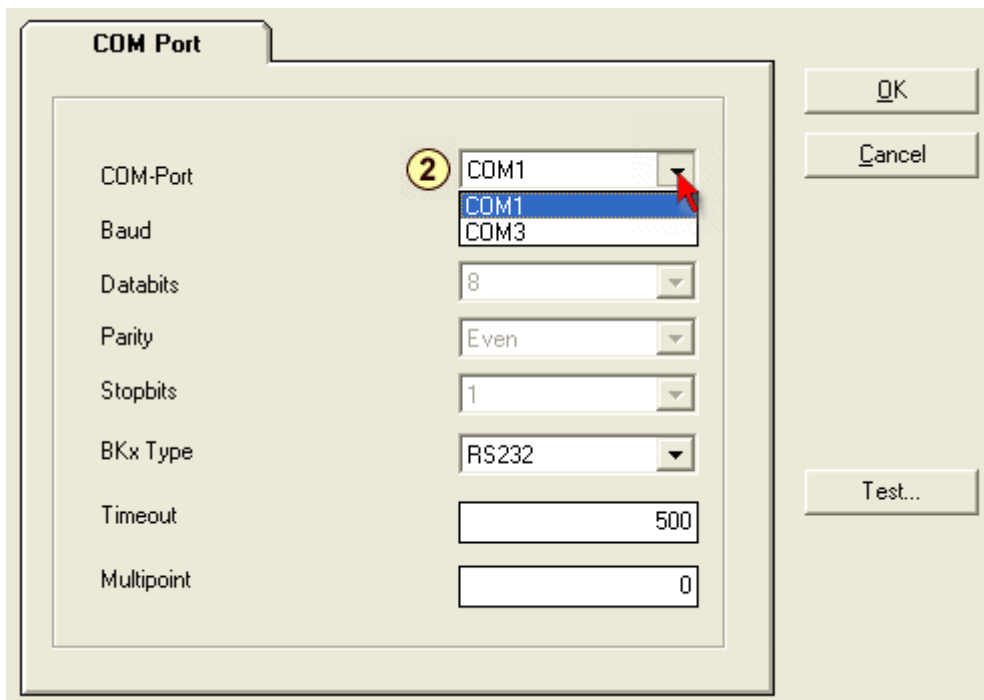 COM Port
OK
Cancel
COM-Port
2
COM1
COM1
COM3
Baud
Databits
8
Parity
Even
Stopbits
1
BKx Type
RS232
Test...
Timeout
500
Multipoint
0